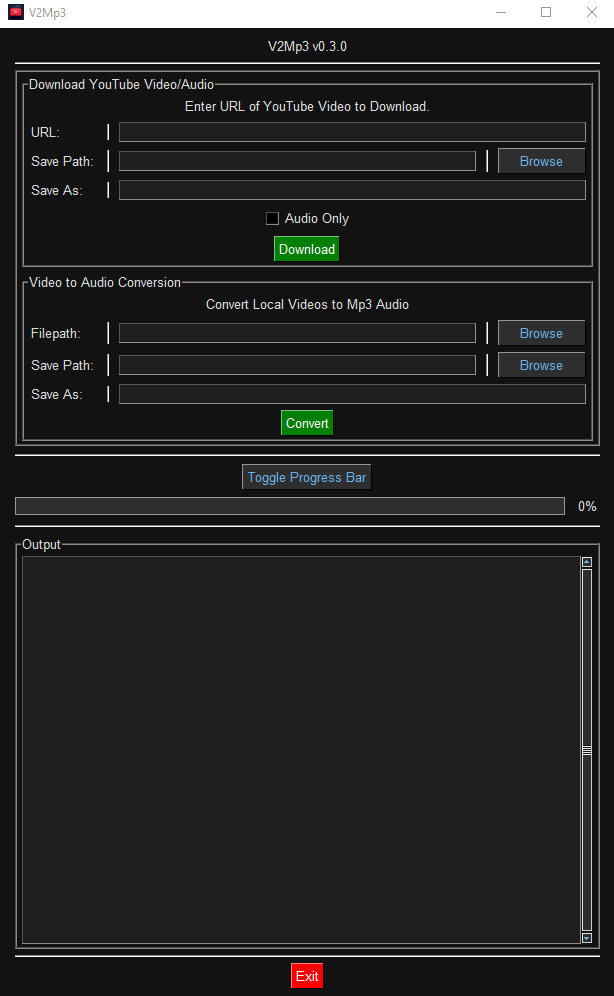 V2Mp3
V2Mp3 v0.3.0
Download YouTube Video/Audio
Enter URL of YouTube Video to Download.
URL:
Save Path:
Browse
Save As:
Audio Only
Download
Video to Audio Conversion
Convert Local Videos to Mp3 Audio
Filepath:
Browse
Save Path:
Browse
Save As:
Convert
Toggle Progress Bar
0%
Output
Exit